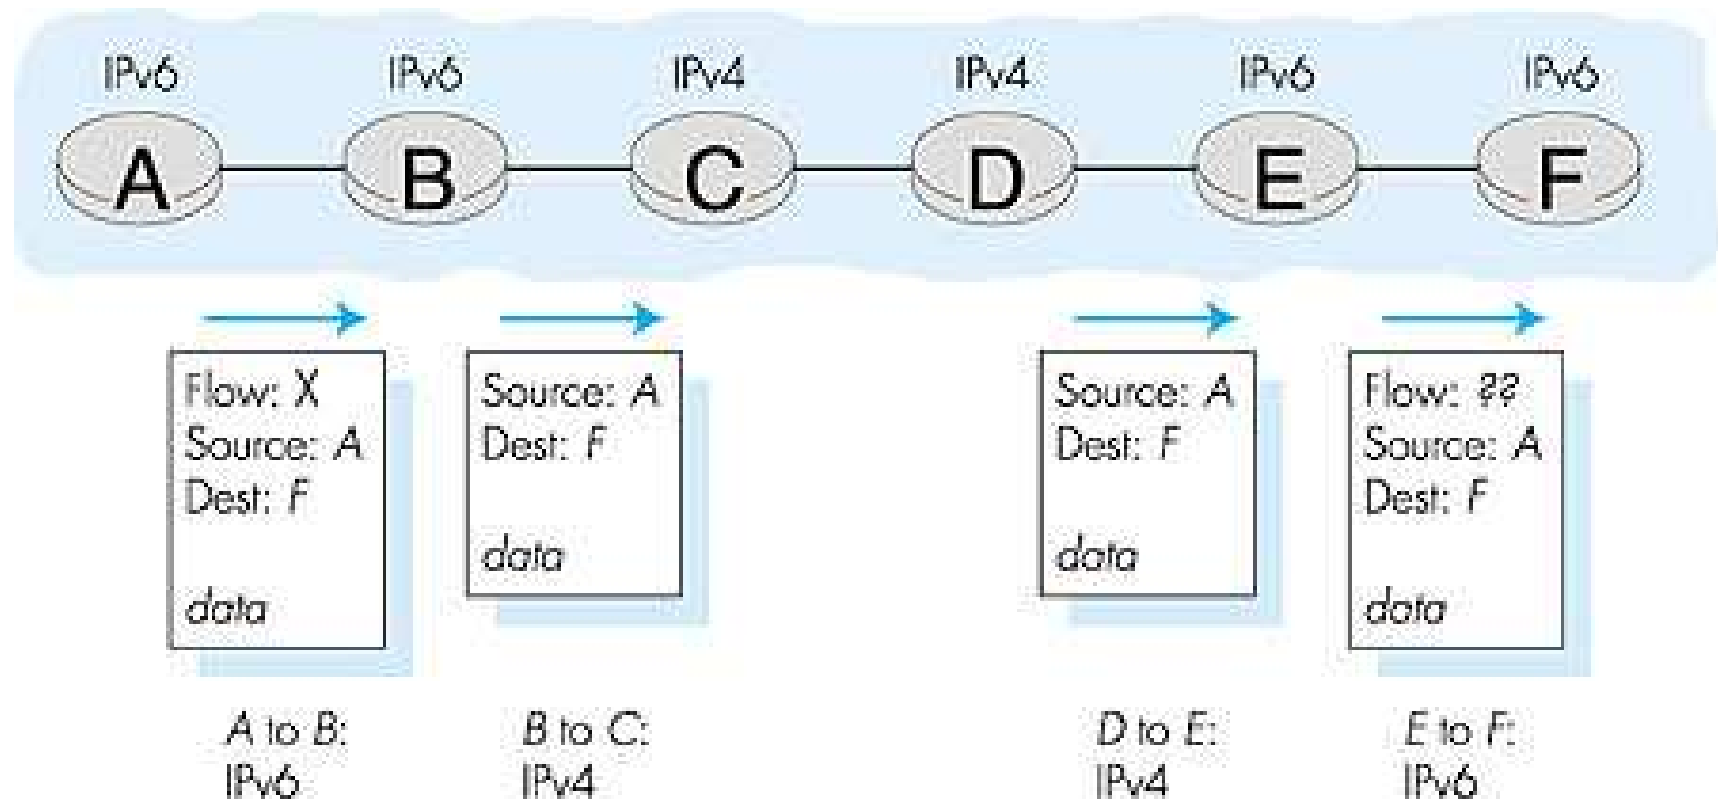 IPv6
IPv6
IPv4
IPv4
IPv6
IPv6
A
B
C
D
E
F
Flow: X
Source: A
Dest: F
data
Source: A
Dest: F
data
Source: A
Dest: F
data
Flow: ??
Source: A
Dest: F
data
A to B:
IPv6
B to C:
IPv4
D to E:
IPv4
E to F:
IPv6